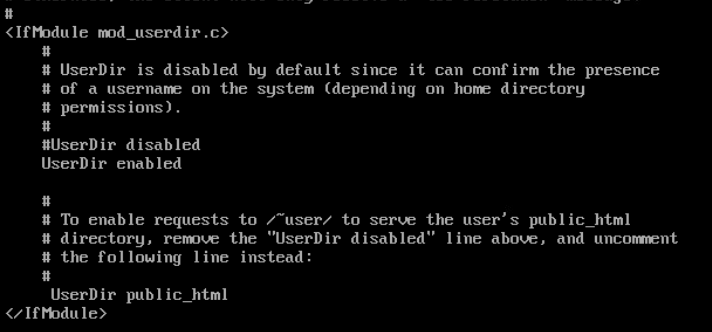 #
<IfModule mod_userdir.c>
#
# UserDir is disabled by default since it can confirm the presence
# of a username on the system (depending on home directory
# permissions).
#
#UserDir disabled
UserDir enabled
#
# To enable requests to /~user/ to serve the user's public_html
# directory, remove the "UserDir disabled" line above, and uncomment
# the following line instead:
#
UserDir public_html
</IfModule>